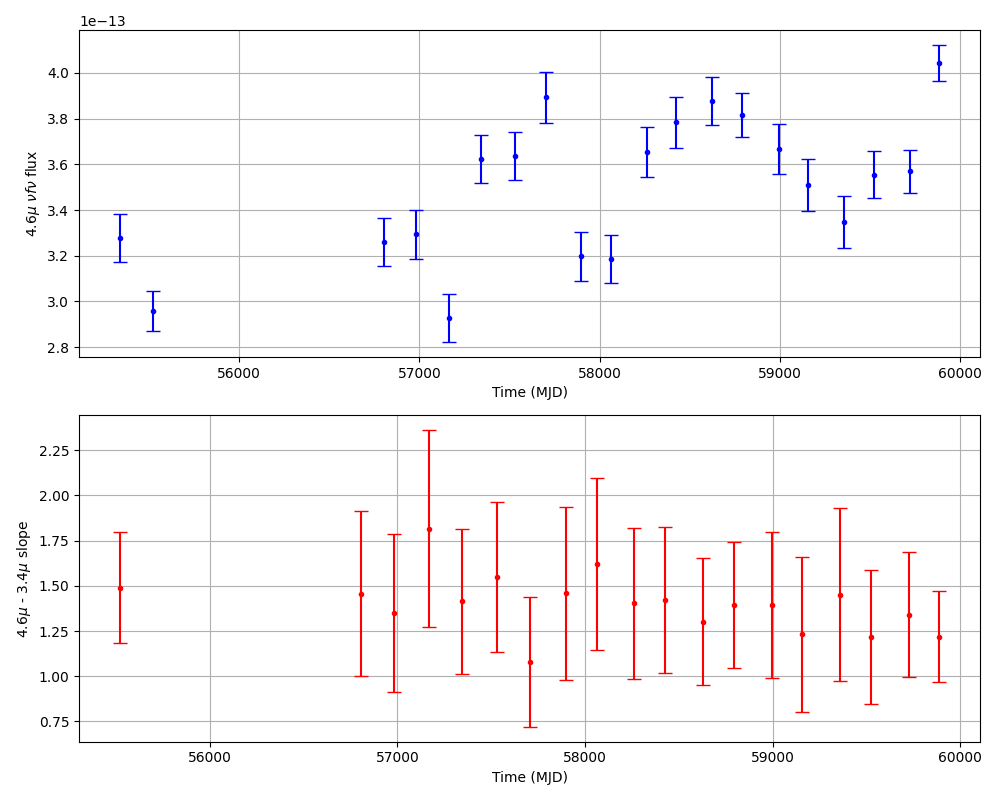 1e−13
4.0
3.8
3.6
3.4
3.2
3.0
2.8
4.6μ νfν flux
56000 57000 58000 59000 60000
Time (MJD)
2.25
2.00
1.75
1.50
1.25
1.00
0.75
4.6μ - 3.4μ slope
56000 57000 58000 59000 60000
Time (MJD)